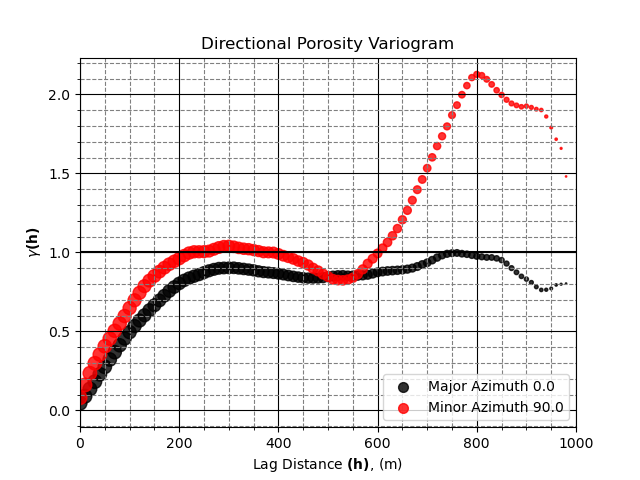 Directional Porosity Variogram
γ(h)
2.0
1.5
1.0
0.5
0.0
0 200 400 600 800 1000
Lag Distance (h), (m)
Major Azimuth 0.0
Minor Azimuth 90.0